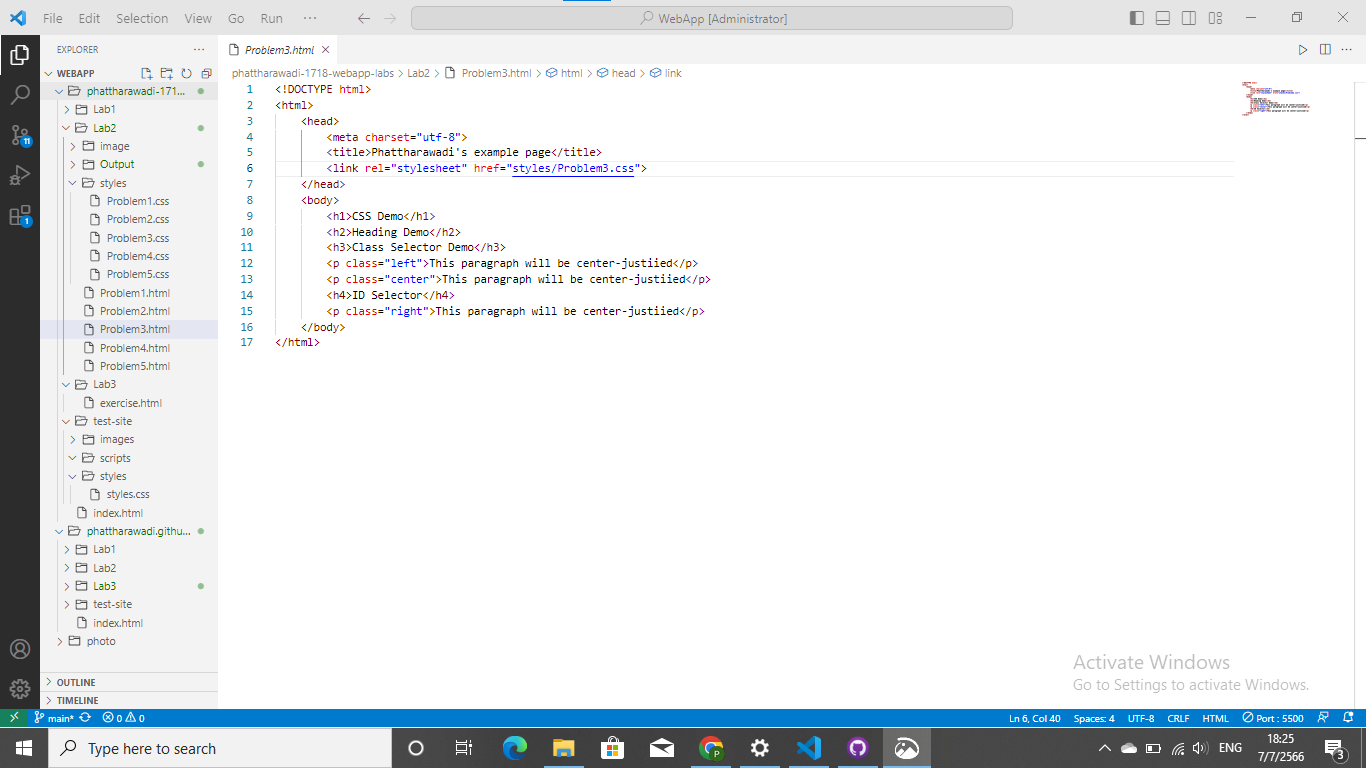 File Edit Selection View Go Run ··· WebApp [Administrator]
EXPLORER ···
WEBAPP
phattharawadi-171...
Lab1
Lab2
image
Output
styles
Problem1.css
Problem2.css
Problem3.css
Problem4.css
Problem5.css
Problem1.html
Problem2.html
Problem3.html
Problem4.html
Problem5.html
Lab3
exercise.html
test-site
images
scripts
styles
styles.css
index.html
phattharawadi.githu...
Lab1
Lab2
Lab3
test-site
index.html
photo
OUTLINE
TIMELINE
11
1
Problem3.html
phattharawadi-1718-webapp-labs > Lab2 > Problem3.html > html > head > link
1 <!DOCTYPE html>
2 <html>
3 <head>
4 <meta charset="utf-8">
5 <title>Phattharawadi's example page</title>
6 <link rel="stylesheet" href="styles/Problem3.css">
7 </head>
8 <body>
9 <h1>CSS Demo</h1>
10 <h2>Heading Demo</h2>
11 <h3>Class Selector Demo</h3>
12 <p class="left">This paragraph will be center-justiied</p>
13 <p class="center">This paragraph will be center-justiied</p>
14 <h4>ID Selector</h4>
15 <p class="right">This paragraph will be center-justiied</p>
16 </body>
17 </html>
Activate Windows
Go to Settings to activate Windows.
main* 0 0 Ln 6, Col 40 Spaces: 4 UTF-8 CRLF HTML Port : 5500
Type here to search
P
ENG
18:25
7/7/2566
3